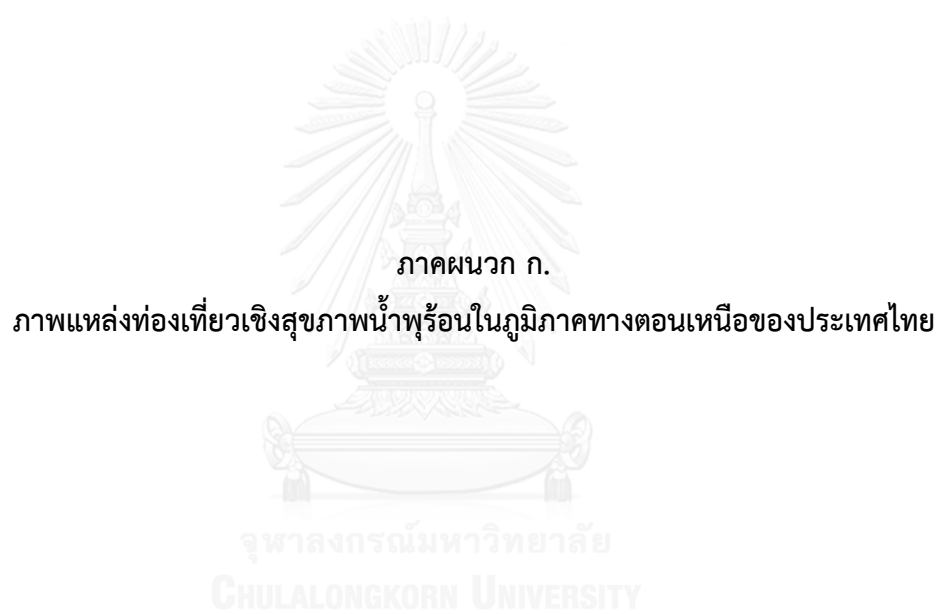 ภาคผนวก ก.
ภาพแหล่งท่องเที่ยวเชิงสุขภาพน้ำพุร้อนในภูมิภาคทางตอนเหนือของประเทศไทย
จุฬาลงกรณ์มหาวิทยาลัย
CHULALONGKORN UNIVERSITY